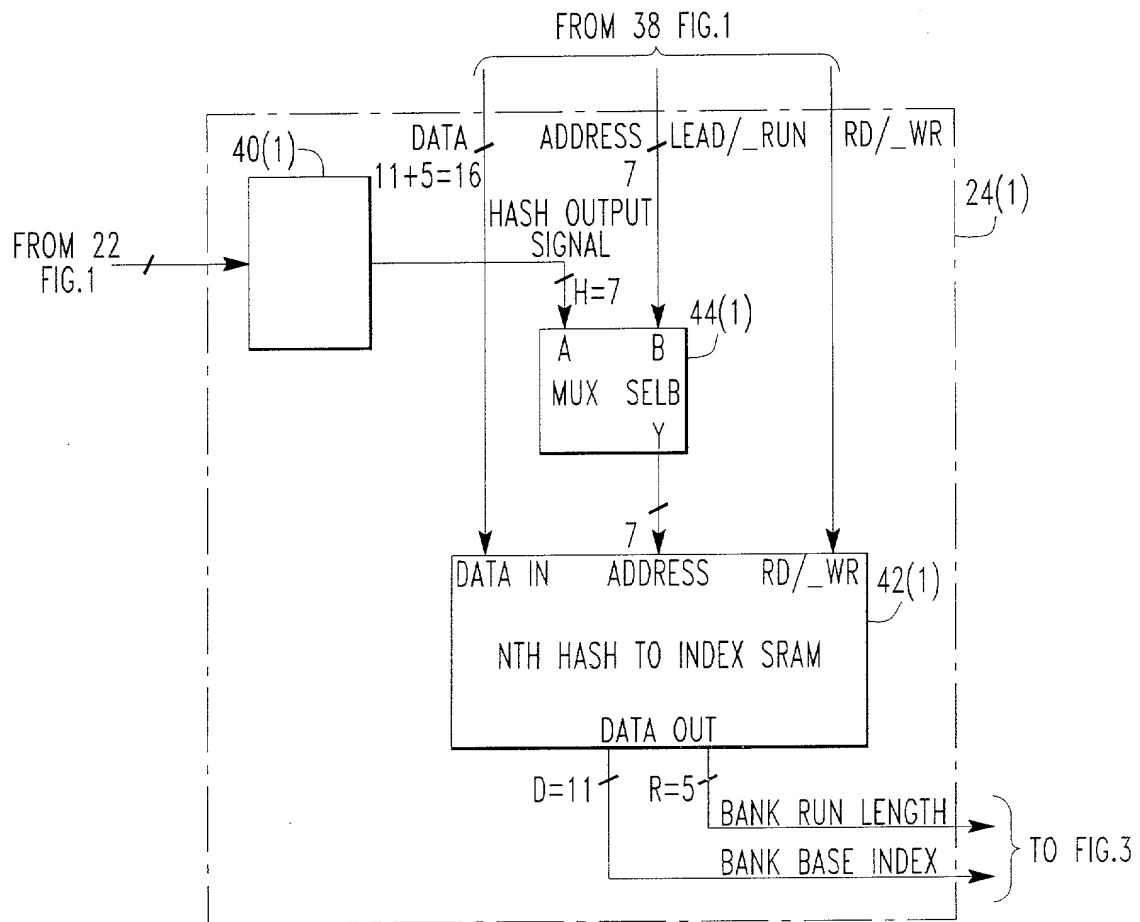 FROM 38 FIG.1
DATA
11+5=16
ADDRESS
7
LEAD/_RUN
RD/_WR
40(1)
24(1)
HASH OUTPUT
SIGNAL
FROM 22
FIG.1
H=7
44(1)
A B
MUX SELB
Y
7
DATA IN ADDRESS RD/_WR
42(1)
NTH HASH TO INDEX SRAM
DATA OUT
D=11 R=5
BANK RUN LENGTH
BANK BASE INDEX
TO FIG.3